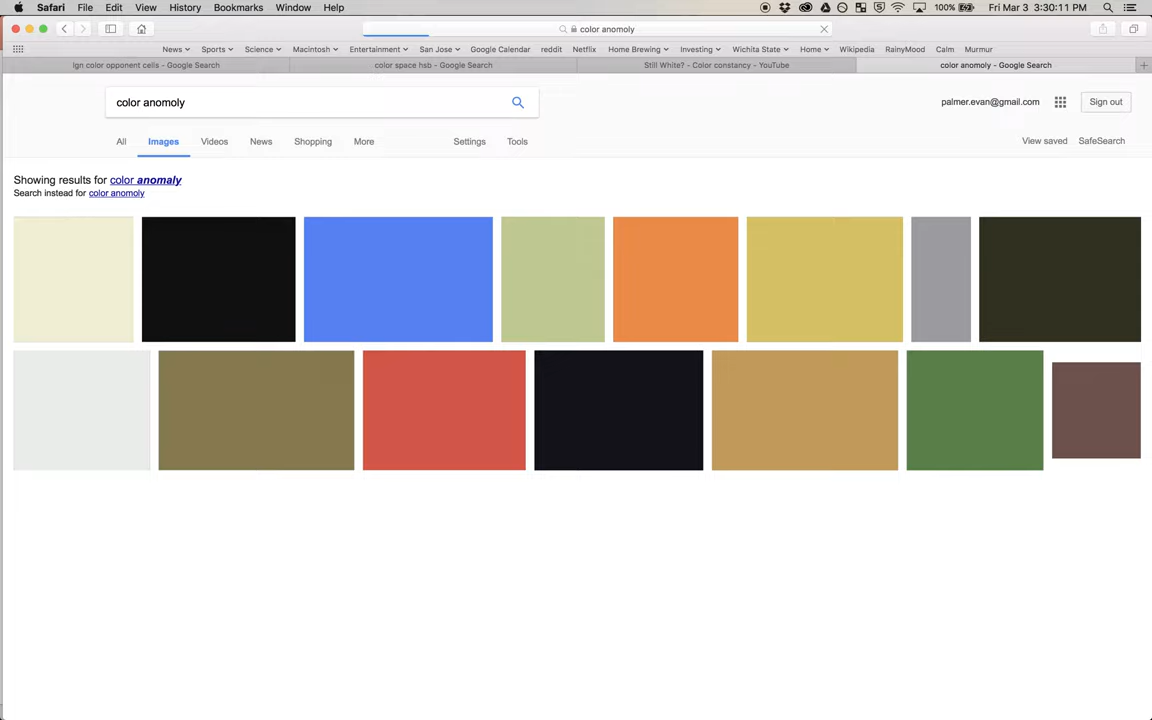 Safari File Edit View History Bookmarks Window Help 100% Fri Mar 3 3:30:11 PM
color anomoly
News Sports Science Macintosh Entertainment San Jose Google Calendar reddit Netflix Home Brewing Investing Wichita State Home Wikipedia RainyMood Calm Murmur
lgn color opponent cells - Google Search color space hsb - Google Search Still White? - Color constancy - YouTube color anomoly - Google Search
color anomoly palmer.evan@gmail.com Sign out
All Images Videos News Shopping More Settings Tools View saved SafeSearch
Showing results for color anomaly
Search instead for color anomoly